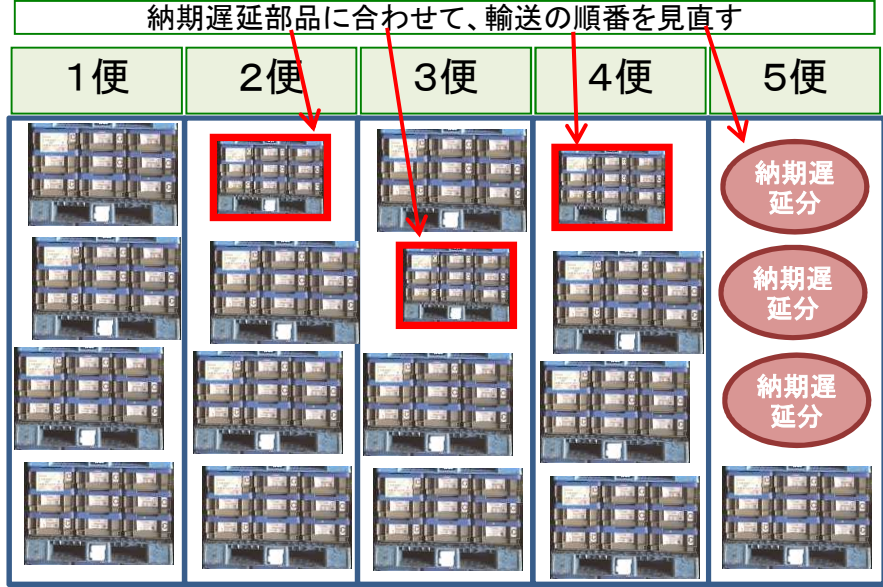 納期遅延部品に合わせて、輸送の順番を見直す
１便
２便
３便
４便
５便
納期遅
延分
納期遅
延分
納期遅
延分